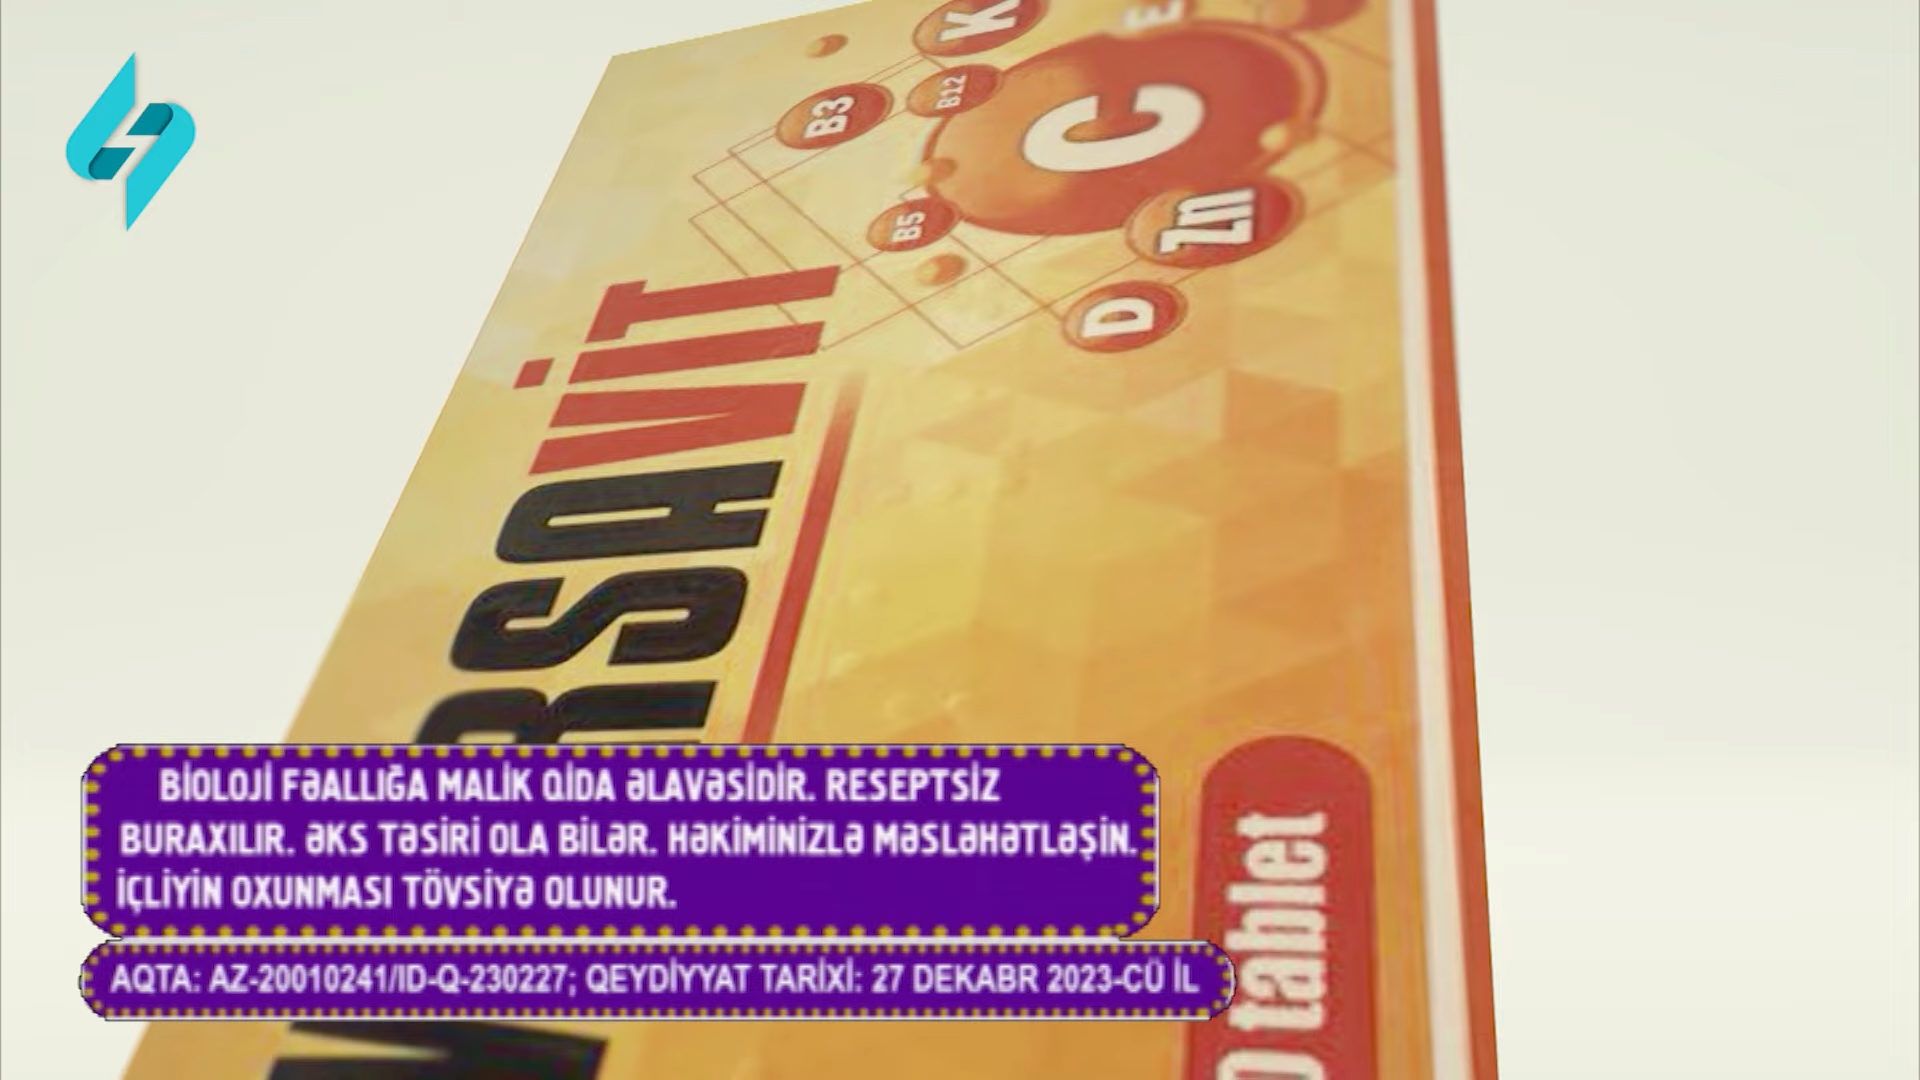 K
E
B12
B3
C
B5
Zn
D
RSAVİT
tablet
BİOLOJİ FƏALLIĞA MALİK QİDA ƏLAVƏSİDİR. RESEPTSİZ
BURAXILIR. ƏKS TƏSİRİ OLA BİLƏR. HƏKİMİNİZLƏ MƏSLƏHƏTLƏŞİN.
İÇLİYİN OXUNMASI TÖVSİYƏ OLUNUR.
AQTA: AZ-20010241/ID-Q-230227; QEYDİYYAT TARİXİ: 27 DEKABR 2023-CÜ İL